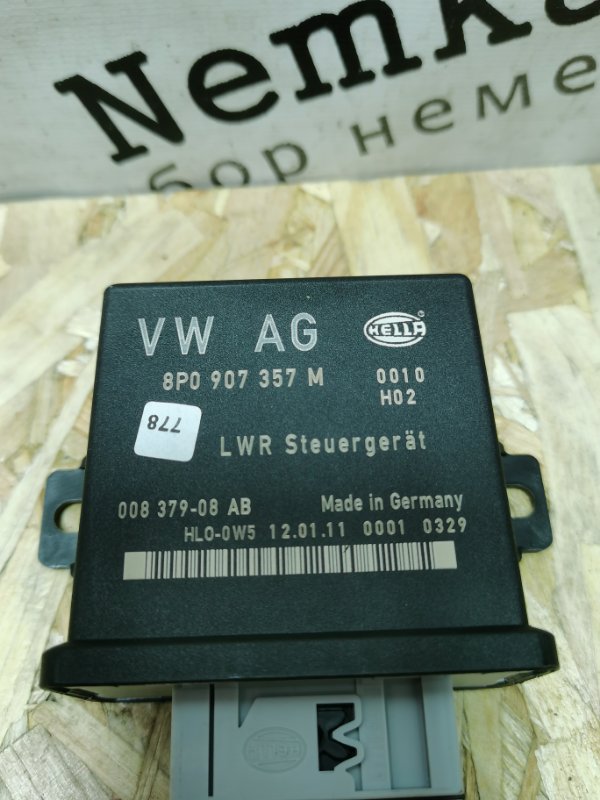 Nemka
бор неме
VW AG HELLA ®
8P0 907 357 M 0010
H02
778
LWR Steuergerät
008 379-08 AB Made in Germany
HLO-0W5 12.01.11 0001 0329
HELLA